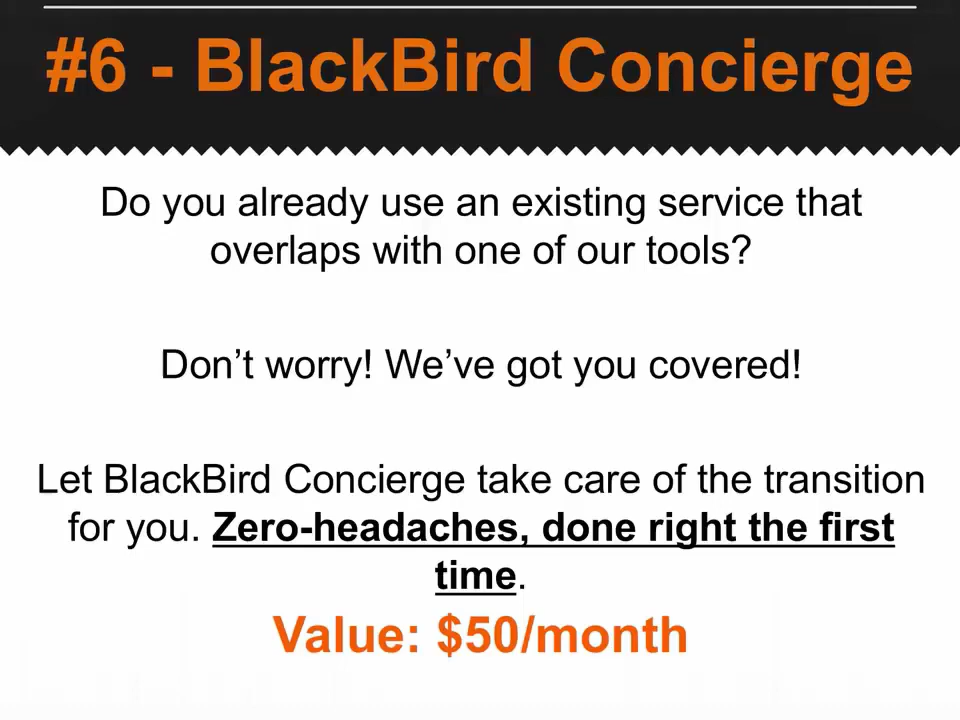 #6 - BlackBird Concierge
Do you already use an existing service that
overlaps with one of our tools?
Don’t worry! We’ve got you covered!
Let BlackBird Concierge take care of the transition
for you. Zero-headaches, done right the first
time.
Value: $50/month